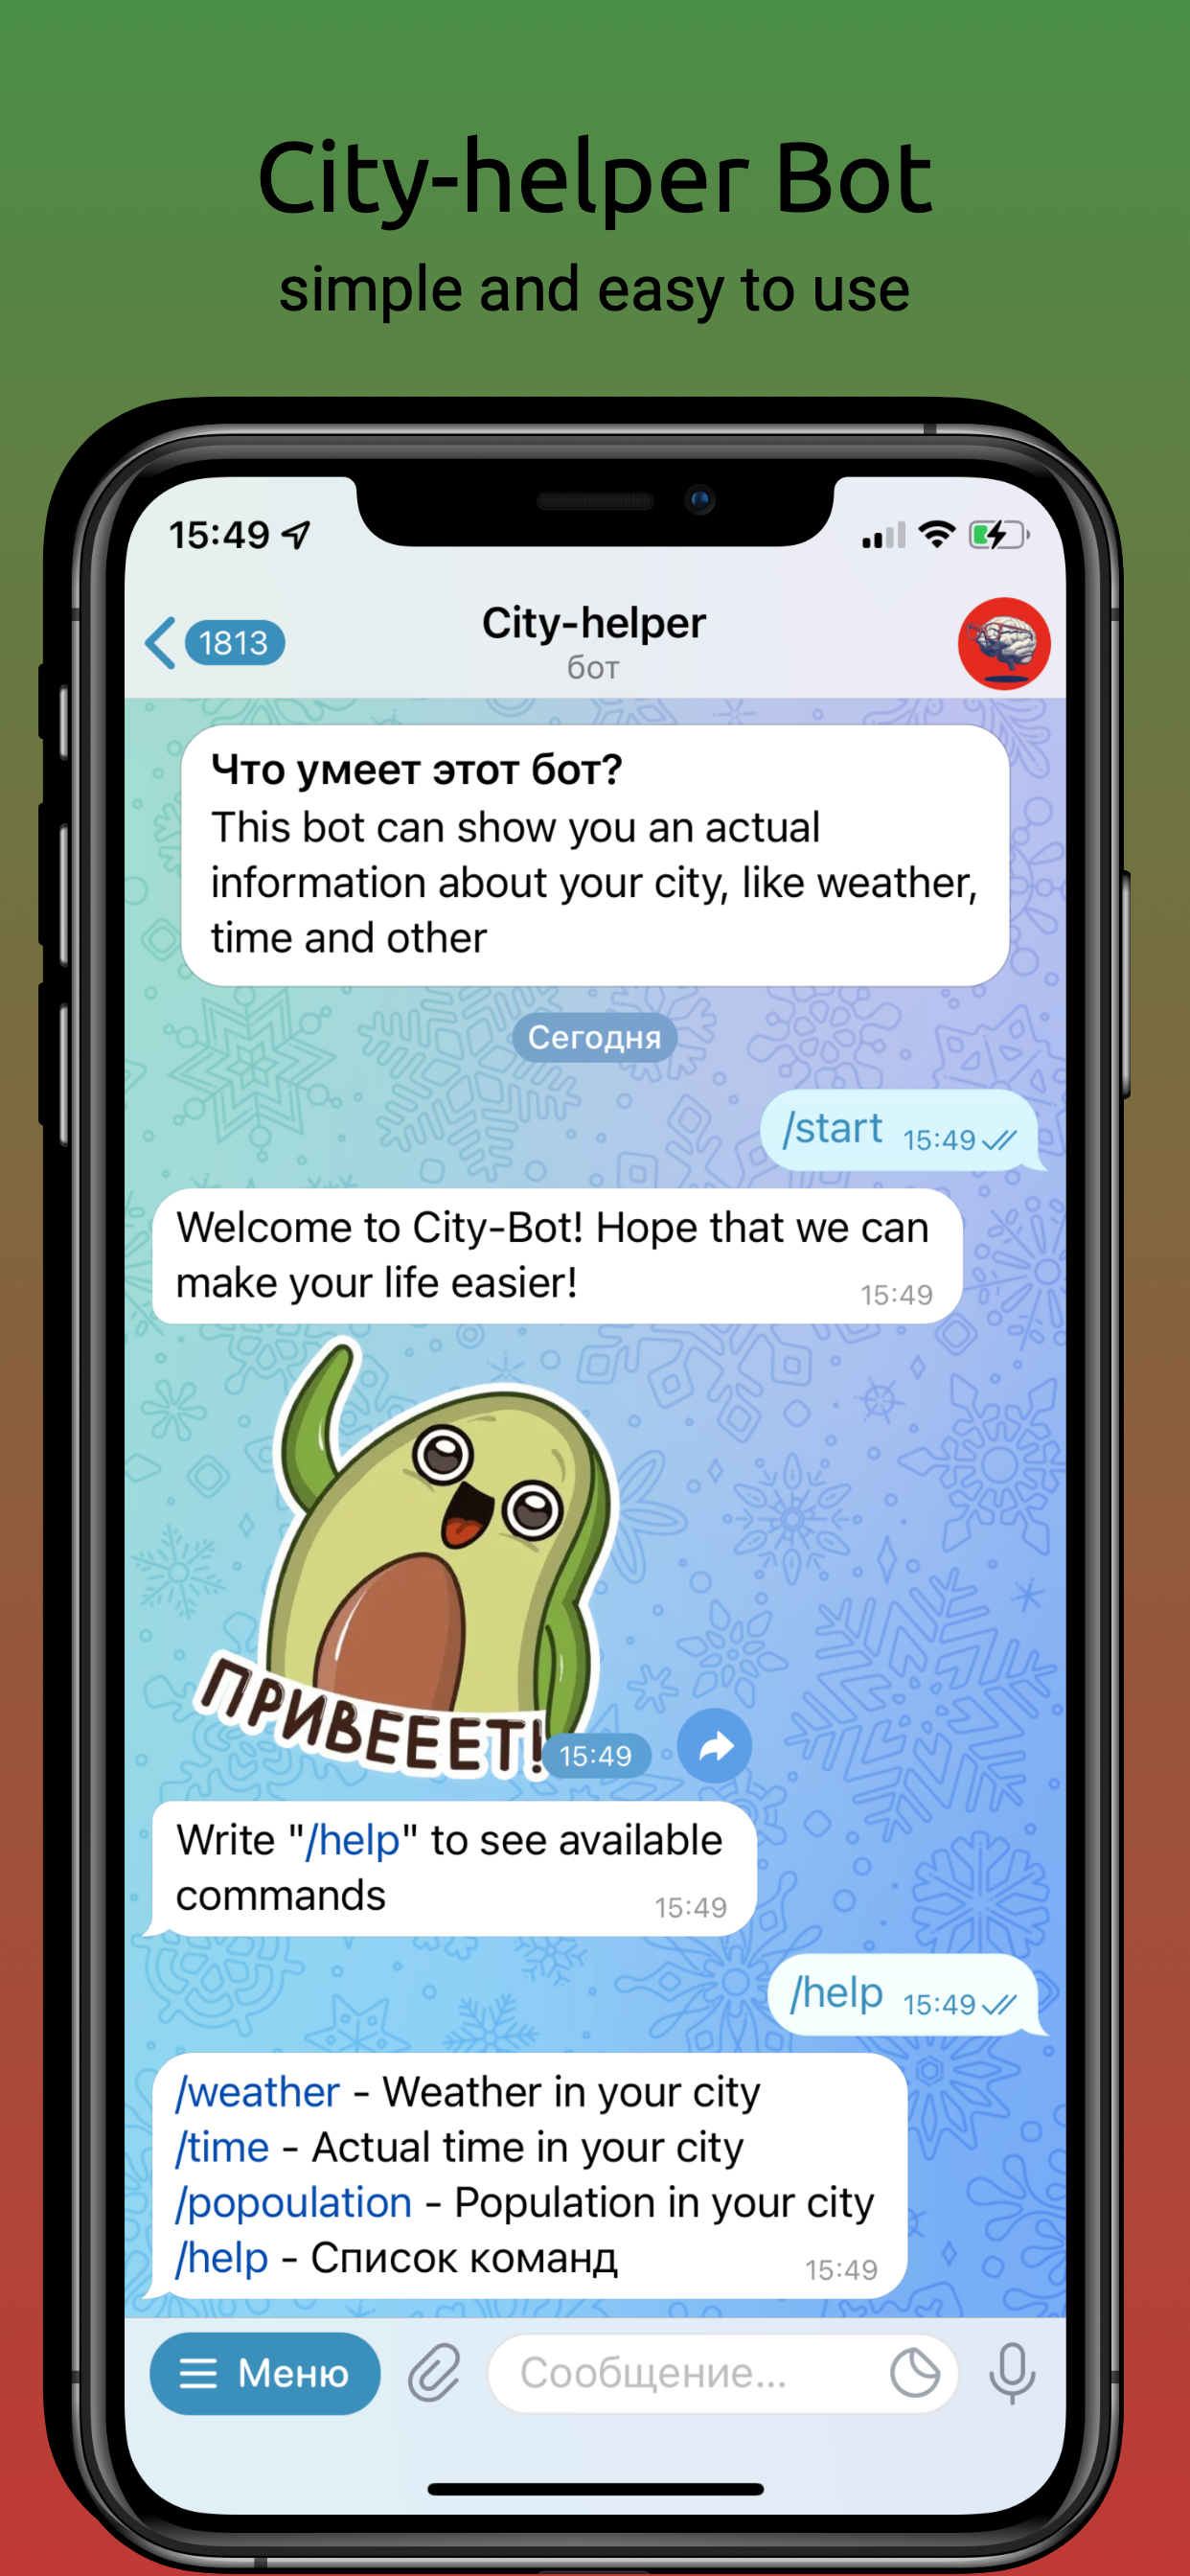 City-helper Bot
simple and easy to use
15:49
1813
City-helper
бот
Что умеет этот бот?
This bot can show you an actual
information about your city, like weather,
time and other
Сегодня
/start 15:49
Welcome to City-Bot! Hope that we can
make your life easier!
15:49
ПРИВЕЕЕТ!
15:49
Write "/help" to see available
commands
15:49
/help 15:49
/weather - Weather in your city
/time - Actual time in your city
/popoulation - Population in your city
/help - Список команд
15:49
Меню
Сообщение...